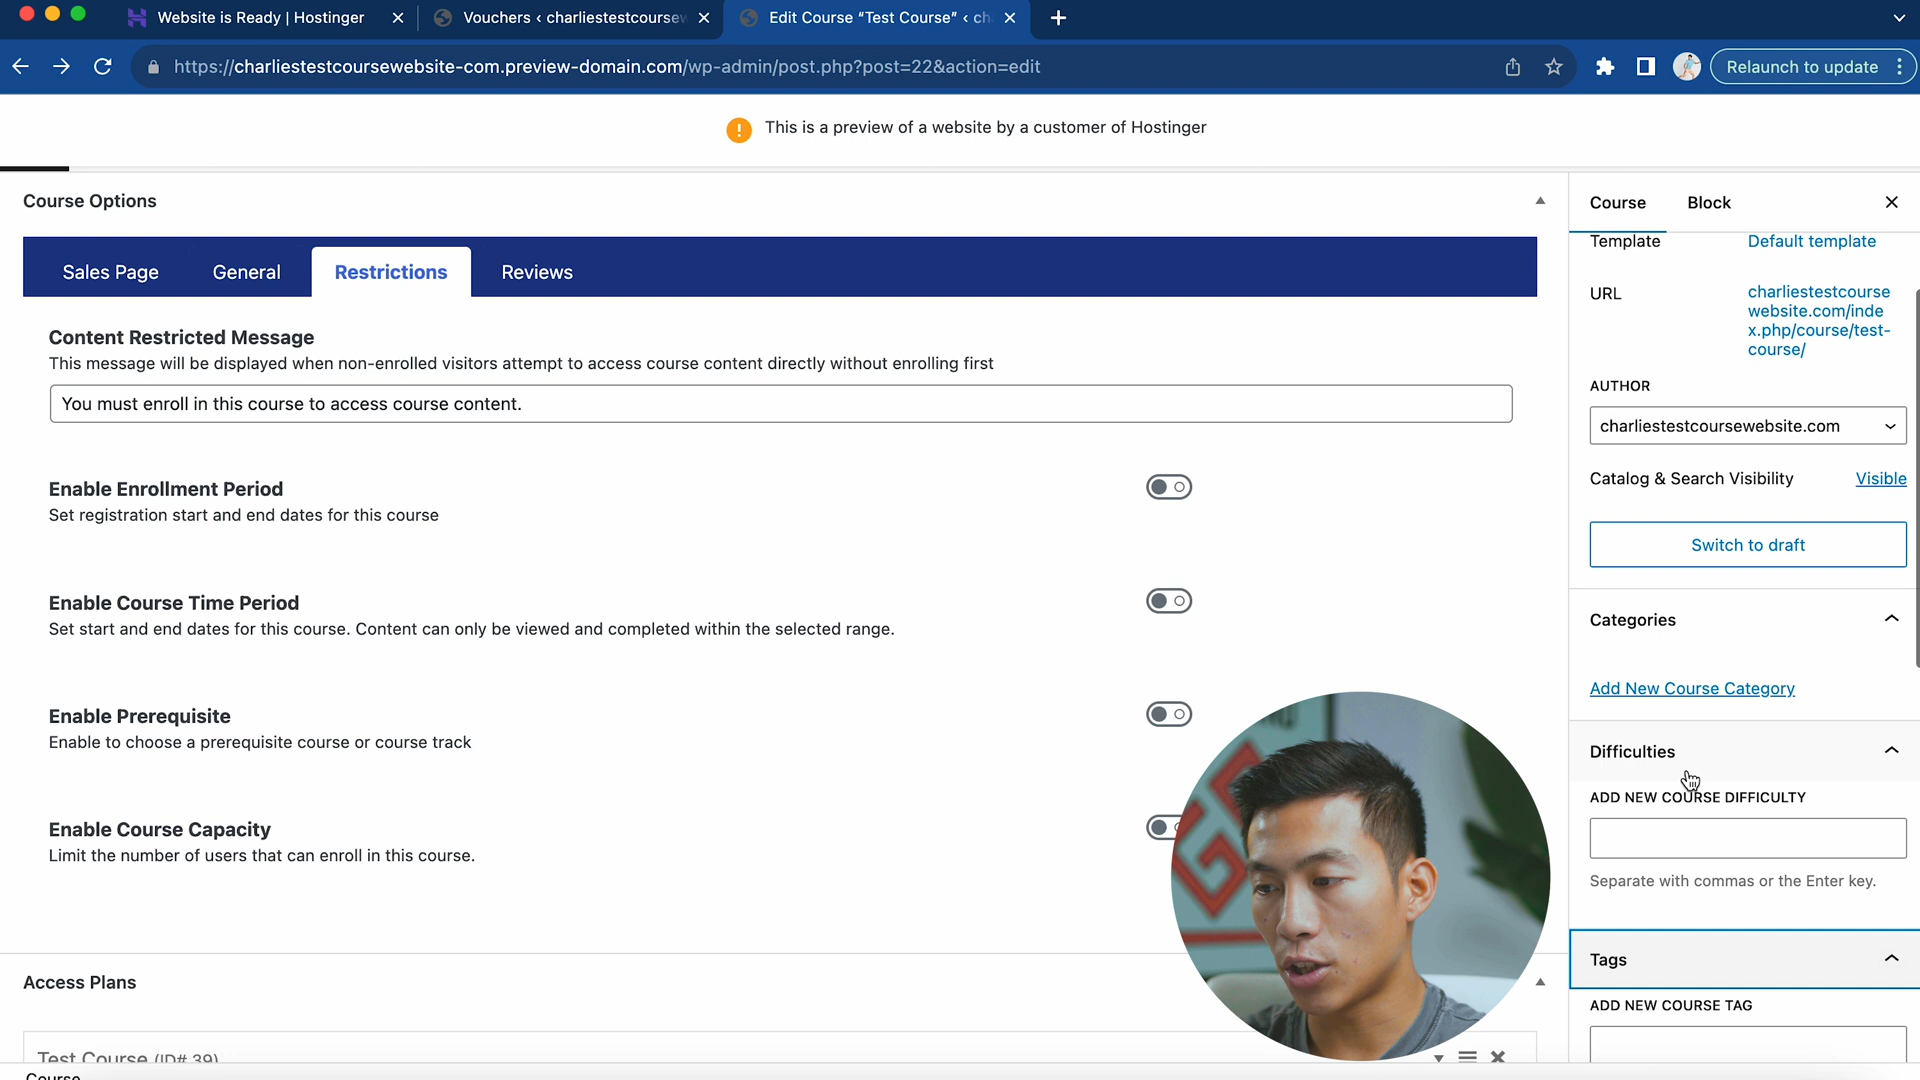 Website is Ready | Hostinger
Vouchers ‹ charliestestcoursew
Edit Course "Test Course" ‹ ch
https://charliestestcoursewebsite-com.preview-domain.com/wp-admin/post.php?post=22&action=edit
Relaunch to update
This is a preview of a website by a customer of Hostinger
Course Options
Sales Page
General
Restrictions
Reviews
Content Restricted Message
This message will be displayed when non-enrolled visitors attempt to access course content directly without enrolling first
You must enroll in this course to access course content.
Enable Enrollment Period
Set registration start and end dates for this course
Enable Course Time Period
Set start and end dates for this course. Content can only be viewed and completed within the selected range.
Enable Prerequisite
Enable to choose a prerequisite course or course track
Enable Course Capacity
Limit the number of users that can enroll in this course.
Access Plans
Test Course (ID# 39)
Course
Course
Block
Template
Default template
URL
charliestestcourse
website.com/inde
x.php/course/test-
course/
AUTHOR
charliestestcoursewebsite.com
Catalog & Search Visibility
Visible
Switch to draft
Categories
Add New Course Category
Difficulties
ADD NEW COURSE DIFFICULTY
Separate with commas or the Enter key.
Tags
ADD NEW COURSE TAG